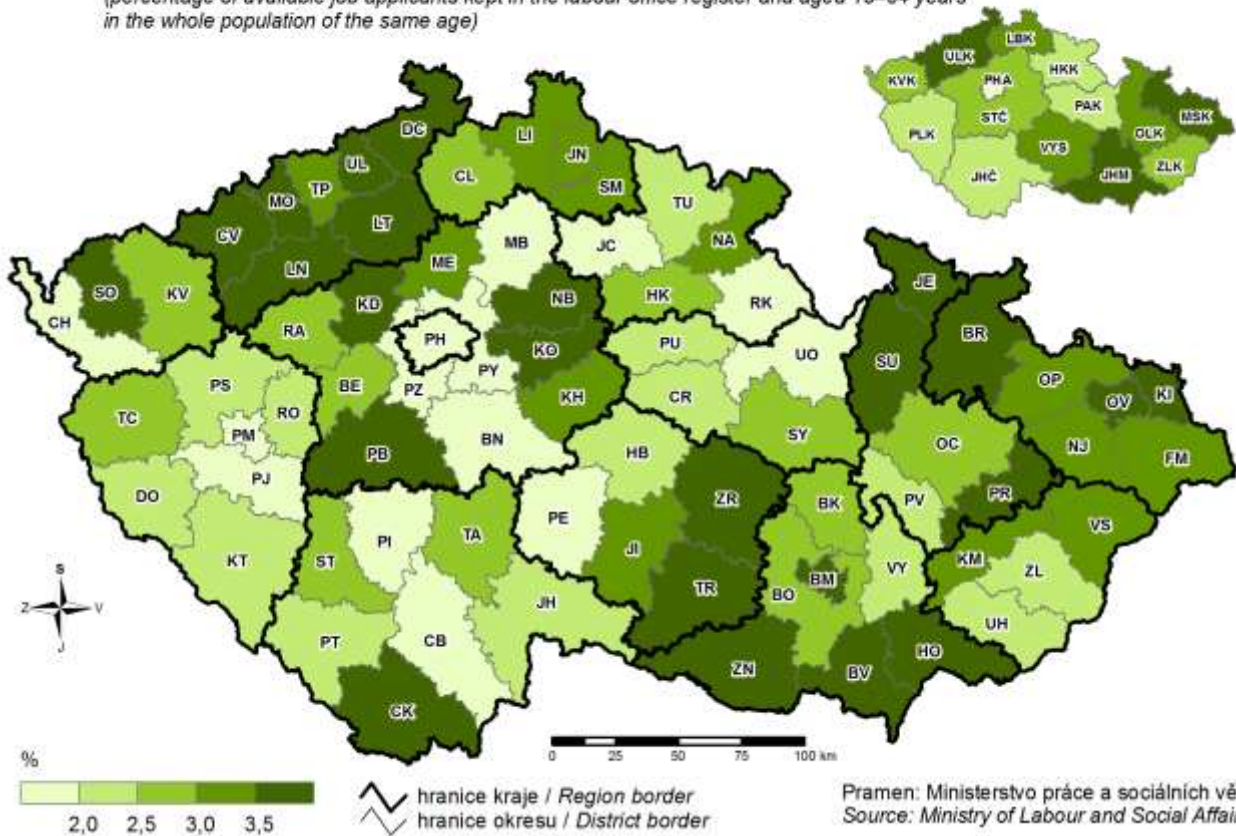 (percentage of available job applicants kept in the labour office register and aged 15–64 years
in the whole population of the same age)
LBK
ULK
HKK
KVK
PHA
PAK
STČ
MSK
OLK
PLK
VYS
ZLK
JHM
JHČ
DC
LI
UL
JN
TP
CL
SM
MO
TU
LT
CV
MB
JC
NA
ME
LN
SO
KV
KD
NB
HK
RK
JE
CH
RA
PH
KO
PU
UO
SU
BR
PS
BE
PZ
PY
OP
OV
KI
TC
RO
KH
CR
PM
OC
NJ
FM
PB
BN
HB
SY
PJ
DO
ZR
PV
PR
BK
PE
VS
PI
TA
JI
KT
ST
KM
ZL
BM
VY
TR
BO
JH
UH
PT
CB
HO
ZN
BV
CK
S
Z V
J
0 25 50 75 100 km
%
2,0 2,5 3,0 3,5
hranice kraje / Region border
hranice okresu / District border
Pramen: Ministerstvo práce a sociálních vě
Source: Ministry of Labour and Social Affair